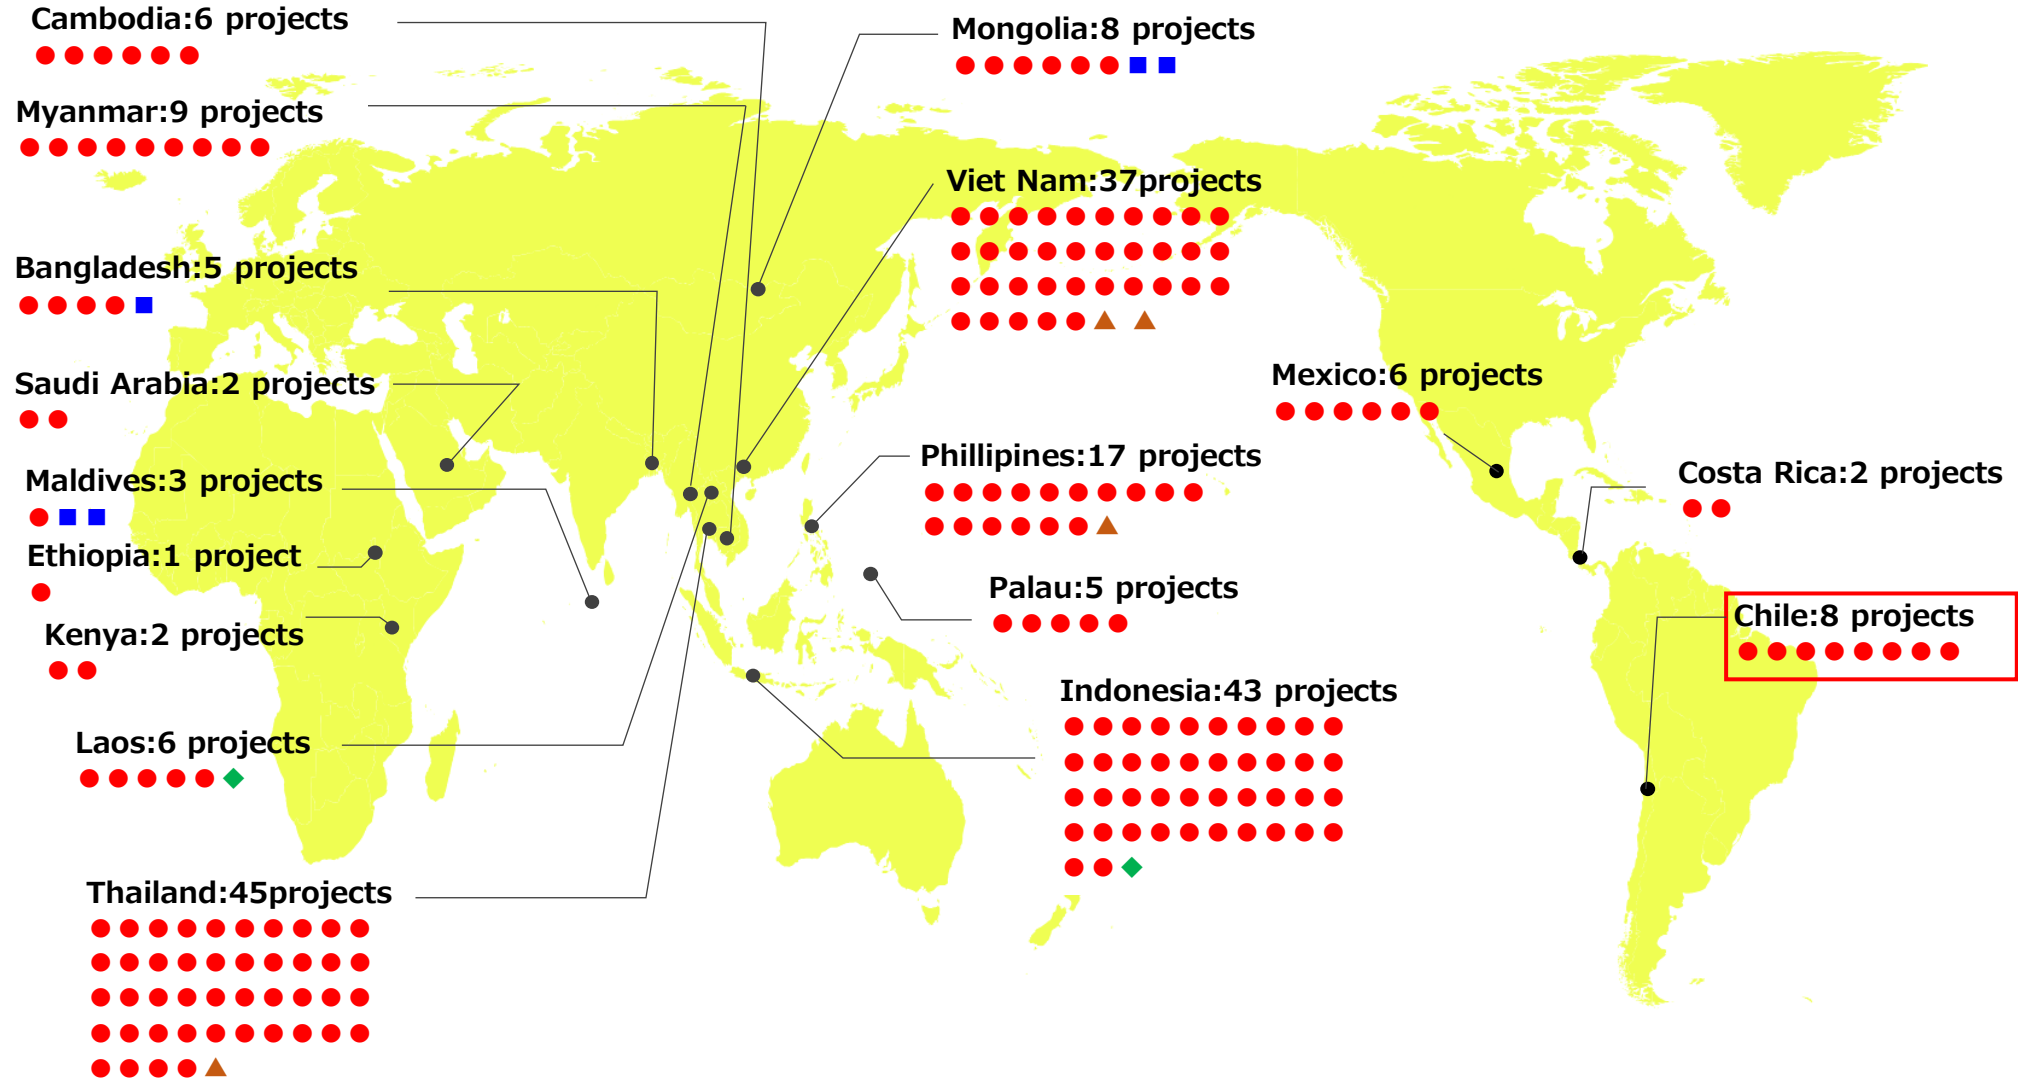 Cambodia:6 projects
Mongolia:8 projects
Myanmar:9 projects
Viet Nam:37projects
Bangladesh:5 projects
Saudi Arabia:2 projects
Mexico:6 projects
Phillipines:17 projects
Maldives:3 projects
Costa Rica:2 projects
Ethiopia:1 project
Palau:5 projects
Chile:8 projects
Kenya:2 projects
Indonesia:43 projects
Laos:6 projects
Thailand:45projects